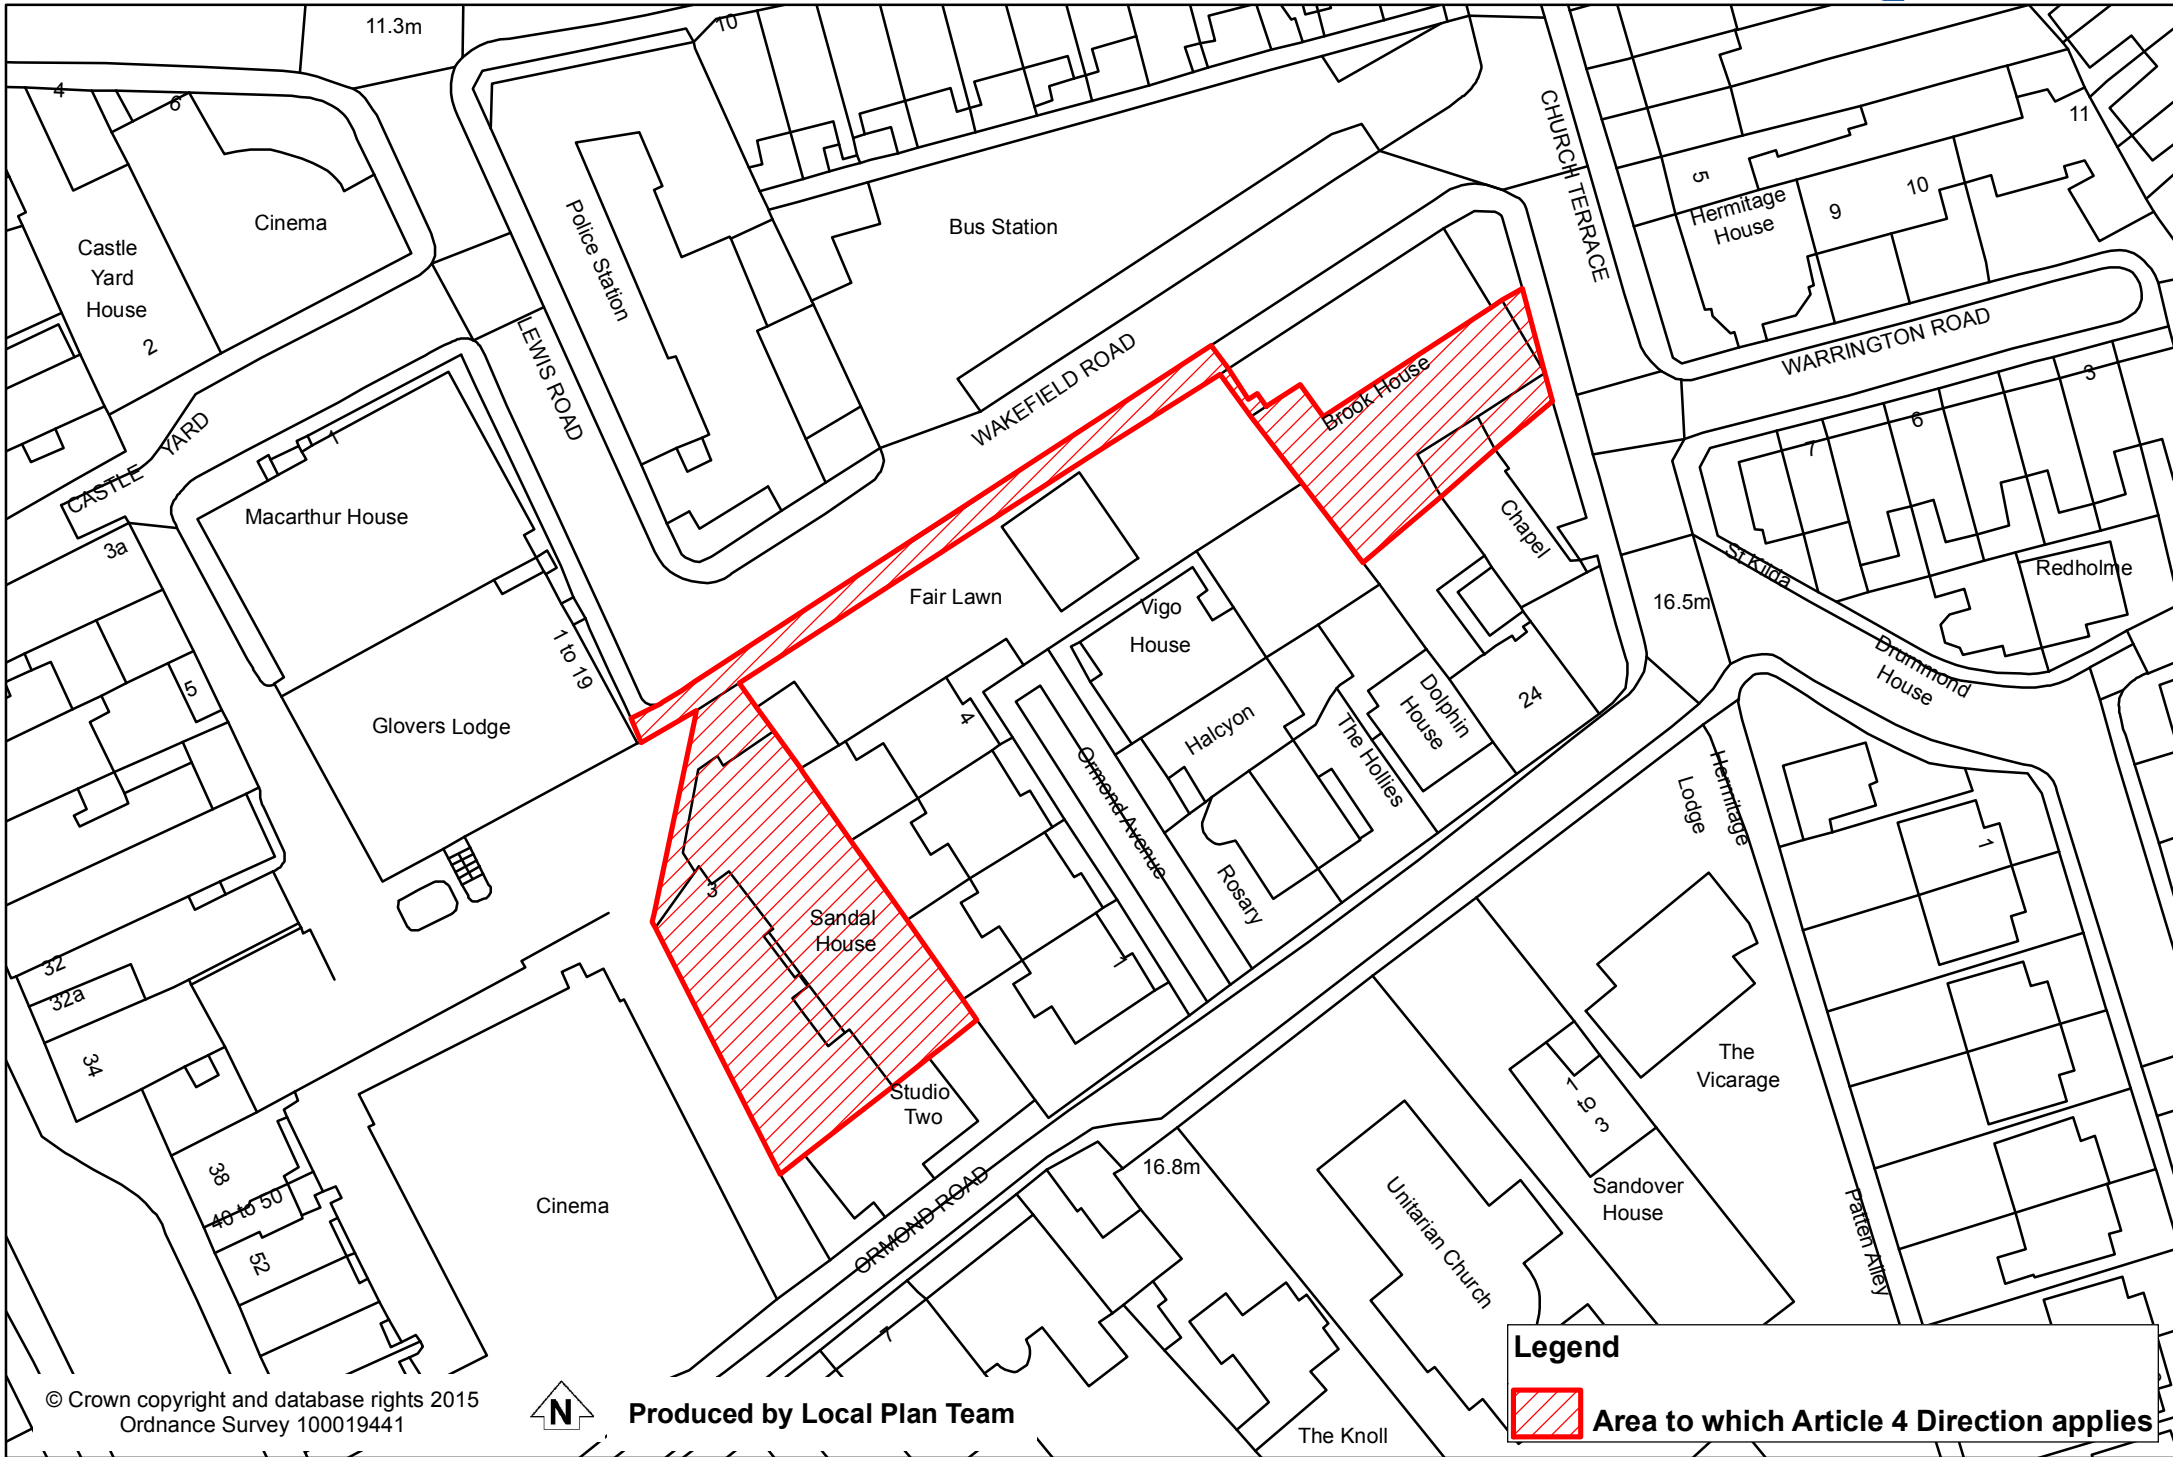 11.3m
10
4
6
Cinema
Castle
Yard
House
2
Police Station
Bus Station
CHURCH TERRACE
5
Hermitage
House
9
10
11
LEWIS ROAD
WAKEFIELD ROAD
WARRINGTON ROAD
3
6
7
Brook House
CASTLE YARD
1
Macarthur House
3a
Chapel
St Kilda
Redholme
16.5m
Fair Lawn
Vigo
House
1 to 19
5
Glovers Lodge
4
Halcyon
The Hollies
Dolphin
House
24
Drummond
House
Ormond Avenue
Rosary
Hermitage
Lodge
1
3
Sandal
House
1
32
32a
34
Studio
Two
The
Vicarage
1
to
3
Sandover
House
38
40 to 50
52
Cinema
ORMOND ROAD
16.8m
Unitarian Church
Patten Alley
7
The Knoll
Legend
Area to which Article 4 Direction applies
© Crown copyright and database rights 2015
Ordnance Survey 100019441
N
Produced by Local Plan Team